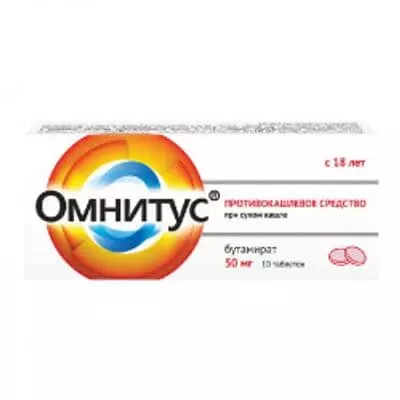 с 18 лет
Омнитус®
ПРОТИВОКАШЛЕВОЕ СРЕДСТВО
при сухом кашле
бутамират
50 мг 10 таблеток